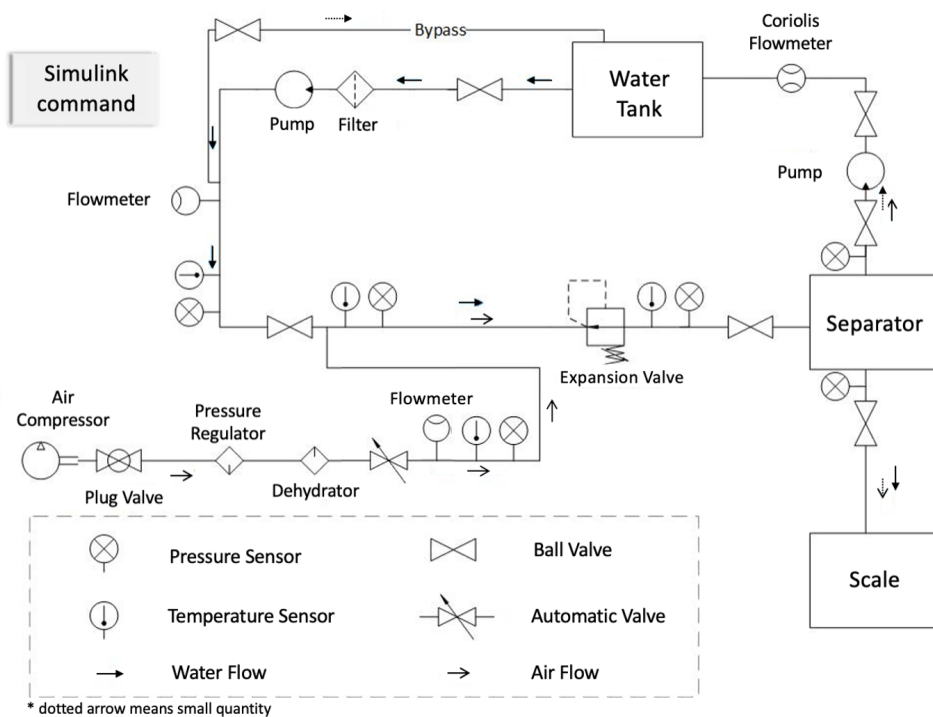 Simulink
command
Bypass
Coriolis
Flowmeter
Water
Tank
Pump
Filter
Pump
Flowmeter
Separator
Expansion Valve
Air
Compressor
Pressure
Regulator
Flowmeter
Plug Valve
Dehydrator
Pressure Sensor
Ball Valve
Scale
Temperature Sensor
Automatic Valve
Water Flow
Air Flow
* dotted arrow means small quantity